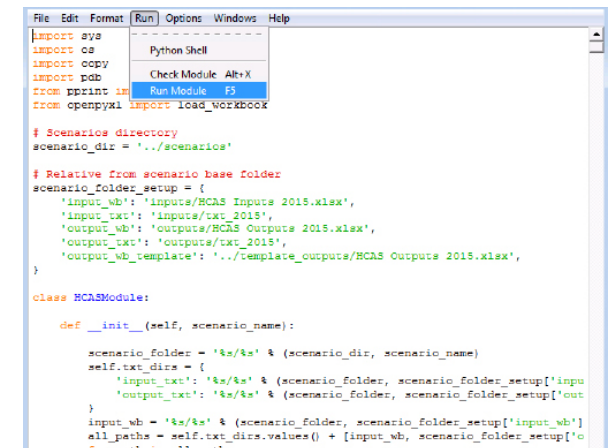 File Edit Format Run Options Windows Help
import sys
import os
import copy
import pdb
from pprint im
from openpyxl import load_workbook
Python Shell
Check Module Alt+X
Run Module F5
# Scenarios directory
scenario_dir = '../scenarios'
# Relative from scenario base folder
scenario_folder_setup = {
'input_wb': 'inputs/HCAS Inputs 2015.xlsx',
'input_txt': 'inputs/txt_2015',
'output_wb': 'outputs/HCAS Outputs 2015.xlsx',
'output_txt': 'outputs/txt_2015',
'output_wb_template': '../template_outputs/HCAS Outputs 2015.xlsx',
}
class HCASModule:
def __init__(self, scenario_name):
scenario_folder = '%s/%s' % (scenario_dir, scenario_name)
self.txt_dirs = {
'input_txt': '%s/%s' % (scenario_folder, scenario_folder_setup['inpu
'output_txt': '%s/%s' % (scenario_folder, scenario_folder_setup['out
}
input_wb = '%s/%s' % (scenario_folder, scenario_folder_setup['input_wb']
all_paths = self.txt_dirs.values() + [input_wb, scenario_folder_setup['o